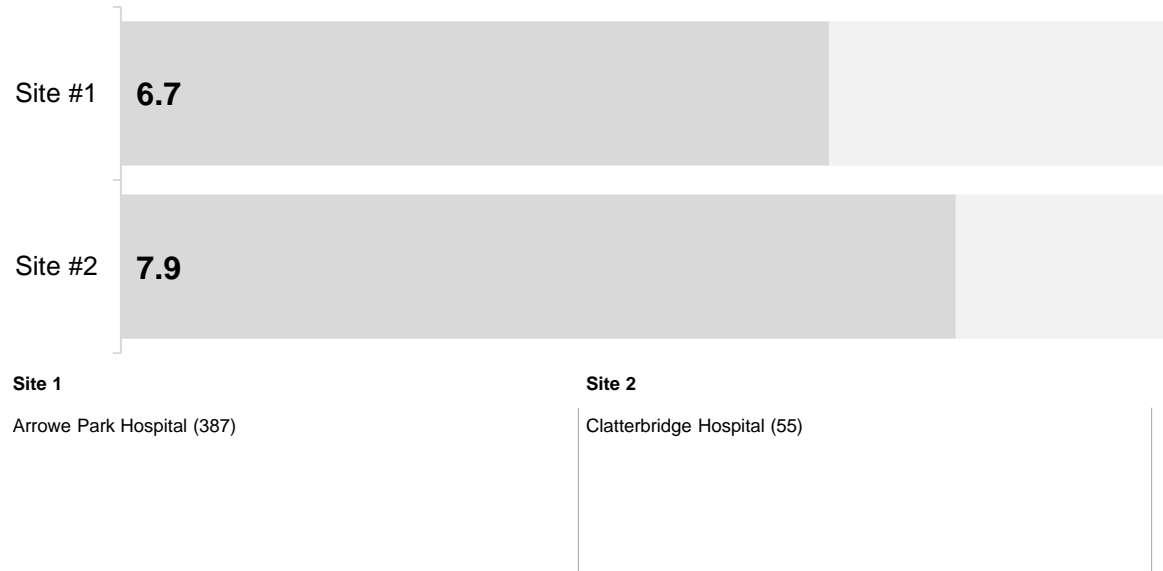 Site #1 6.7
Site #2 7.9
Site 1
Arrowe Park Hospital (387)
Site 2
Clatterbridge Hospital (55)